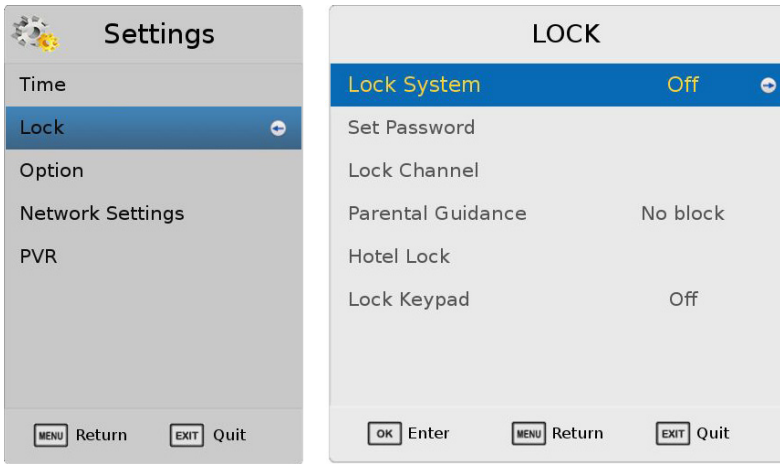 Settings
Time
Lock
Option
Network Settings
PVR
MENU Return EXIT Quit
LOCK
Lock System Off
Set Password
Lock Channel
Parental Guidance No block
Hotel Lock
Lock Keypad Off
OK Enter MENU Return EXIT Quit